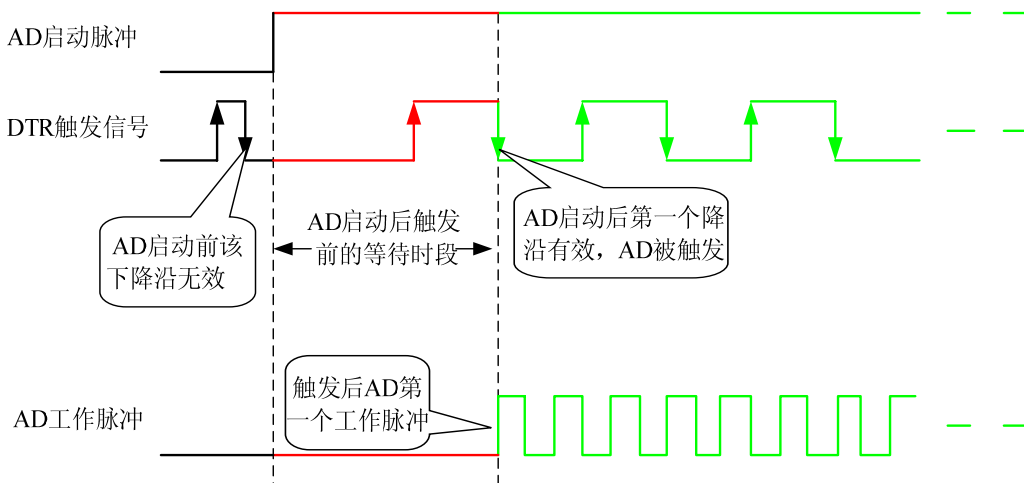 AD启动脉冲
DTR触发信号
AD启动前该
下降沿无效
AD启动后触发
前的等待时段
AD启动后第一个降
沿有效，AD被触发
触发后AD第
一个工作脉冲
AD工作脉冲